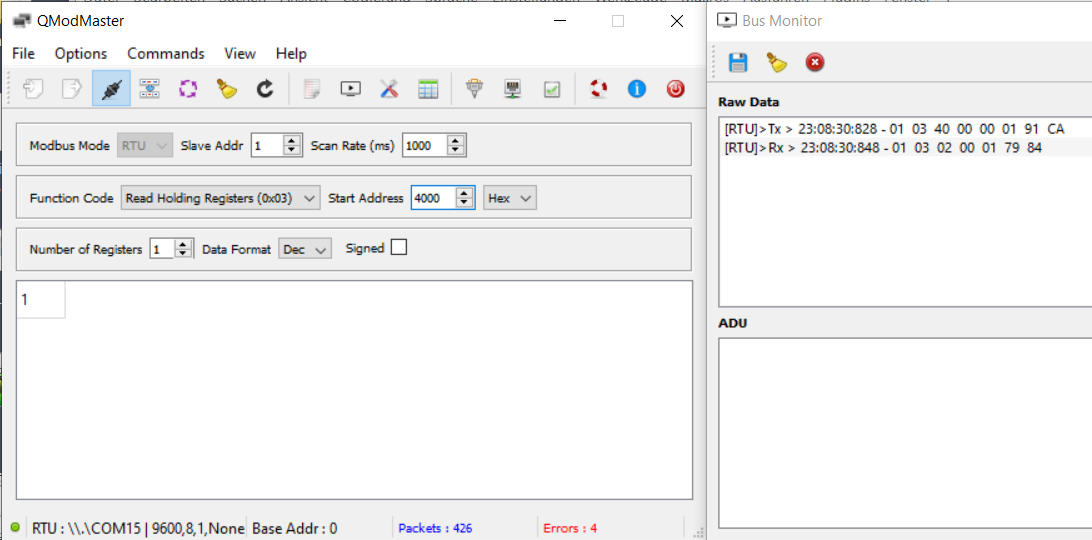 QModMaster
File Options Commands View Help
Modbus Mode RTU Slave Addr 1 Scan Rate (ms) 1000
Function Code Read Holding Registers (0x03) Start Address 4000 Hex
Number of Registers 1 Data Format Dec Signed
1
RTU : \\.\COM15 | 9600,8,1,None Base Addr : 0 Packets : 426 Errors : 4
Bus Monitor
Raw Data
[RTU]>Tx > 23:08:30:828 - 01 03 40 00 00 01 91 CA
[RTU]>Rx > 23:08:30:848 - 01 03 02 00 01 79 84
ADU